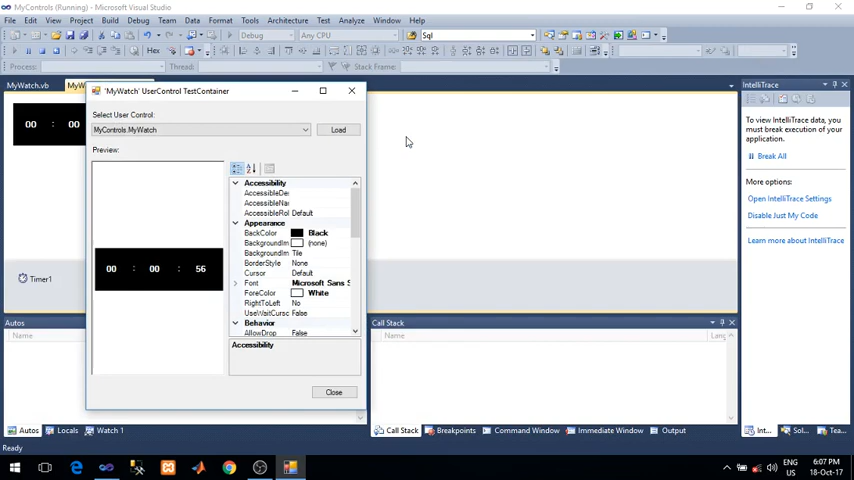 MyControls (Running) - Microsoft Visual Studio
File Edit View Project Build Debug Team Data Format Tools Architecture Test Analyze Window Help
Debug Any CPU Sql
Hex
Process: Thread: Stack Frame:
MyWatch.vb
'MyWatch' UserControl TestContainer
Select User Control:
MyControls.MyWatch
Load
Preview:
00 : 00
00 : 00 : 56
Accessibility
AccessibleDe
AccessibleNa
AccessibleRol Default
Appearance
BackColor Black
BackgroundIm (none)
BackgroundIm Tile
BorderStyle None
Cursor Default
Font Microsoft Sans S
ForeColor White
RightToLeft No
UseWaitCursc False
Behavior
AllowDrop False
Accessibility
Close
Timer1
Autos
Name
Call Stack
Name
Lang
IntelliTrace
To view IntelliTrace data, you
must break execution of your
application.
Break All
More options:
Open IntelliTrace Settings
Disable Just My Code
Learn more about IntelliTrace
Autos Locals Watch 1
Call Stack Breakpoints Command Window Immediate Window Output
Int... Sol... Tea...
Ready
ENG
US
6:07 PM
18-Oct-17